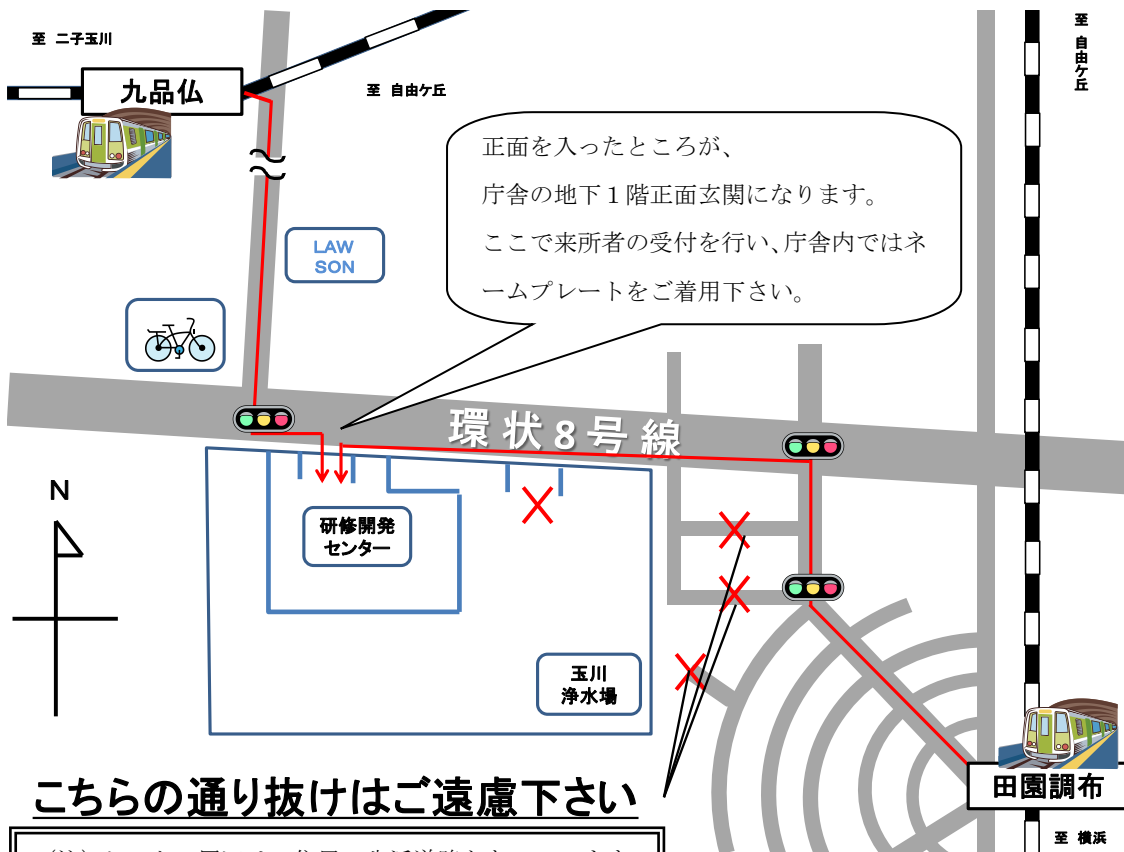 至 二子玉川
九品仏
至 自由ケ丘
至 自由ケ丘
正面を入ったところが、
庁舎の地下1階正面玄関になります。
ここで来所者の受付を行い、庁舎内ではネ
ームプレートをご着用下さい。
LAW
SON
環状8号線
N
研修開発
センター
玉川
浄水場
田園調布
至 横浜
こちらの通り抜けはご遠慮下さい